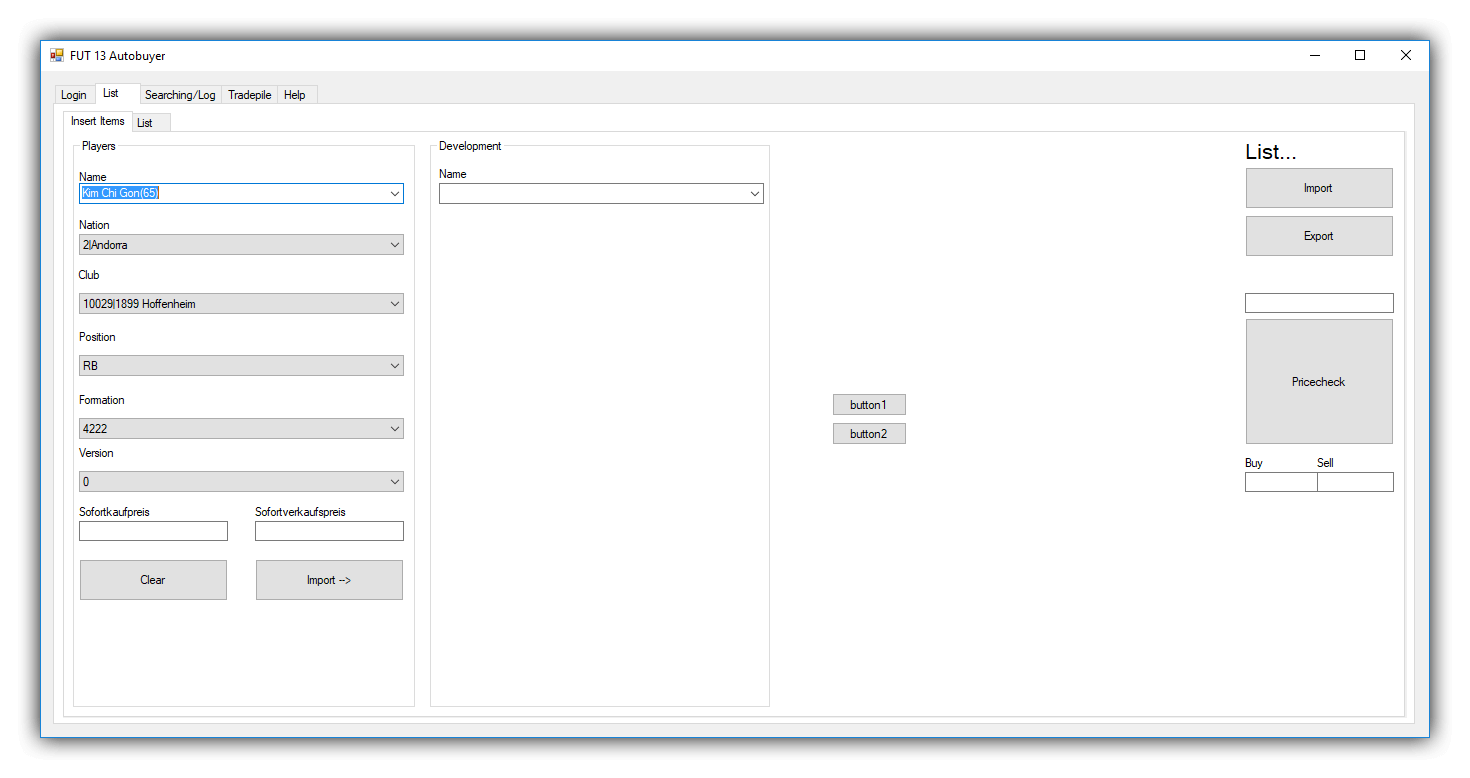 FUT 13 Autobuyer
Login List Searching/Log Tradepile Help
Insert Items List
Players
Name
Kim Chi Gon(65)
Nation
2|Andorra
Club
10029|1899 Hoffenheim
Position
RB
Formation
4222
Version
0
Sofortkaufpreis Sofortverkaufspreis
Clear Import -->
Development
Name
button1
button2
List...
Import
Export
Pricecheck
Buy Sell